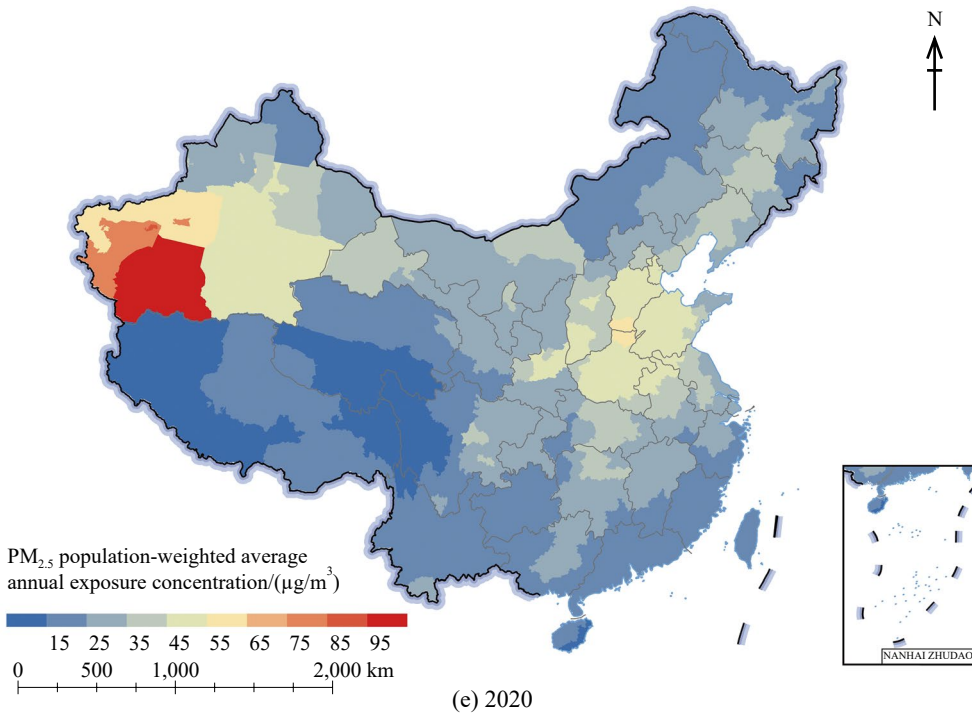 N
PM2.5 population-weighted average
annual exposure concentration/(μg/m³)
15 25 35 45 55 65 75 85 95
0 500 1,000 2,000 km
NANHAI ZHUDAO
(e) 2020